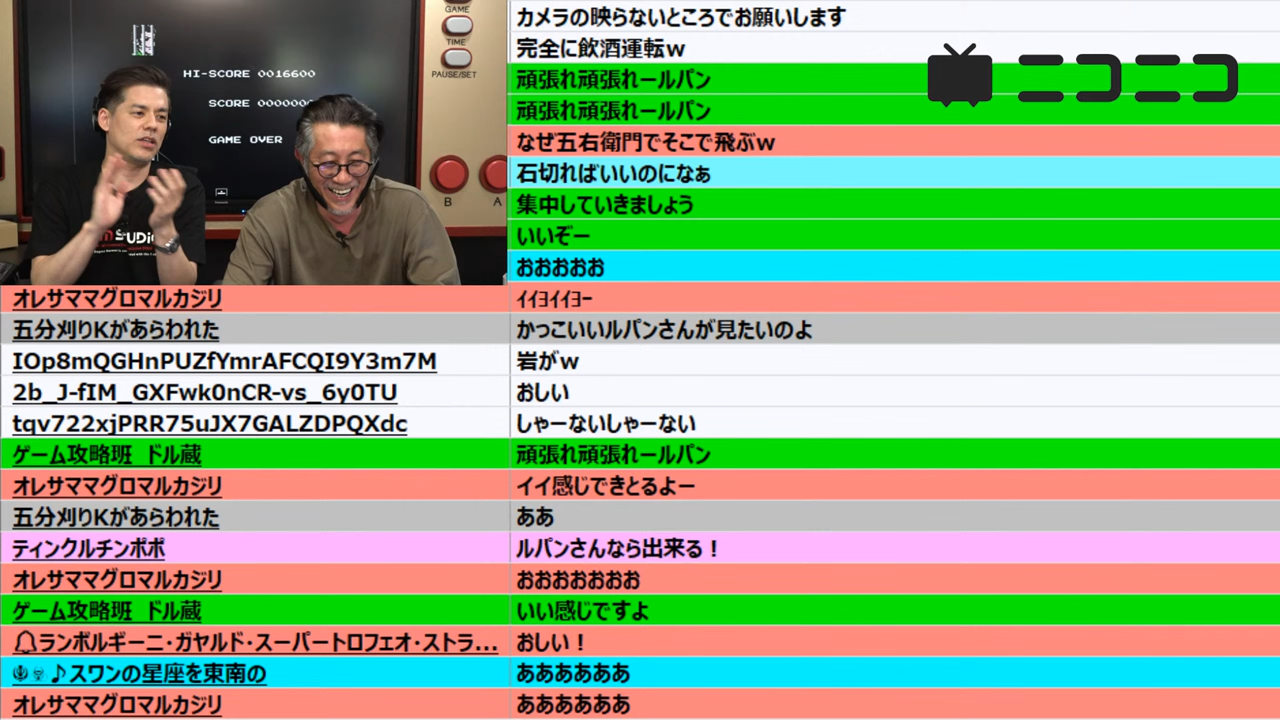 GAME
TIME
PAUSE/SET
HI-SCORE 0016600
SCORE 0000000
GAME OVER
B
A
カメラの映らないところでお願いします
完全に飲酒運転w
頑張れ頑張れールパン
ニコニコ
頑張れ頑張れールパン
なぜ五右衛門でそこで飛ぶw
石切ればいいのになぁ
集中していきましょう
いいぞー
おおおおお
オレサママグロマルカジリ ｲｲﾖｲｲﾖｰ
五分刈りKがあらわれた かっこいいルパンさんが見たいのよ
IOp8mQGHnPUZfYmrAFCQI9Y3m7M 岩がw
2b_J-fIM_GXFwk0nCR-vs_6y0TU おしい
tqv722xjPRR75uJX7GALZDPQXdc しゃーないしゃーない
ゲーム攻略班　ドル蔵 頑張れ頑張れールパン
オレサママグロマルカジリ イイ感じできとるよー
五分刈りKがあらわれた ああ
ティンクルチンポポ ルパンさんなら出来る！
オレサママグロマルカジリ おおおおおおお
ゲーム攻略班　ドル蔵 いい感じですよ
ランボルギーニ・ガヤルド・スーパートロフェオ・ストラ... おしい！
♪スワンの星座を東南の ああああああ
オレサママグロマルカジリ ああああああ